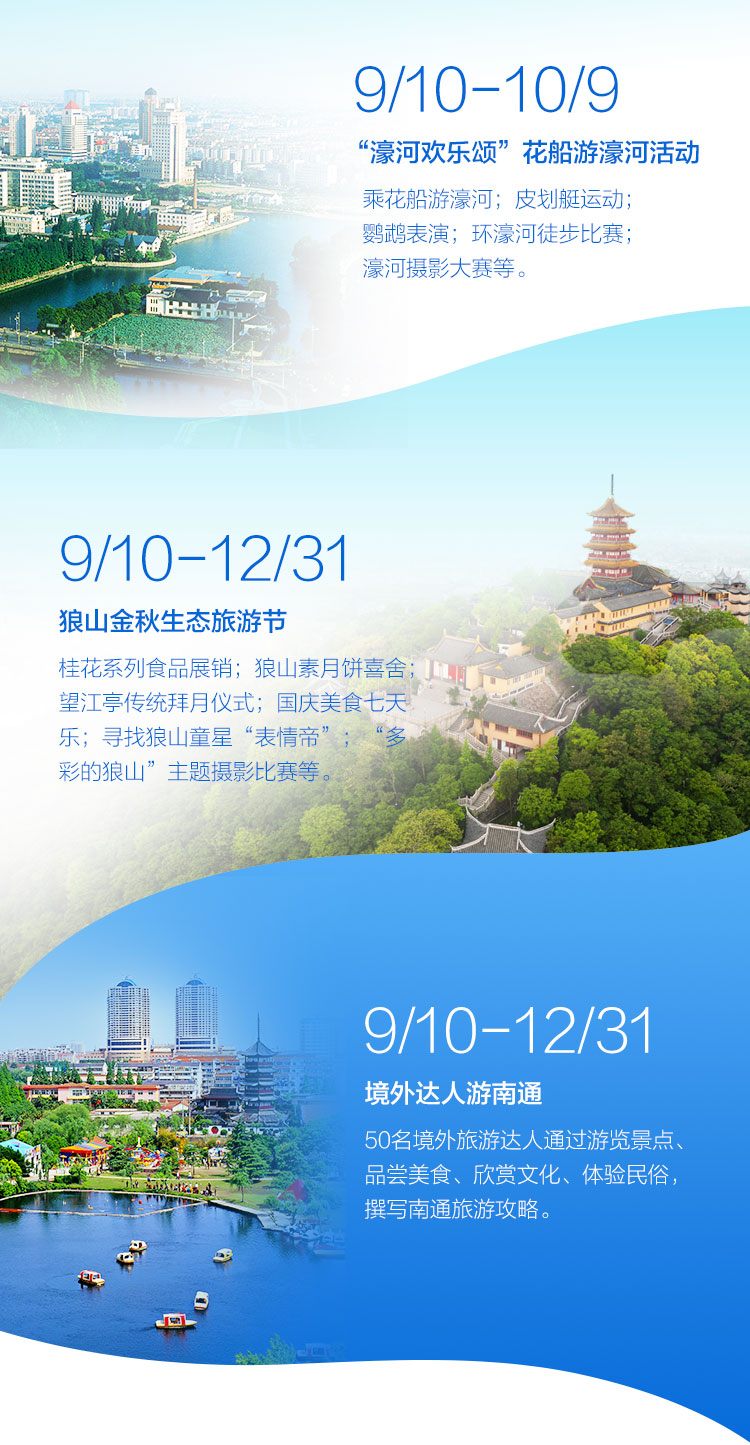 9/10-10/9
“濠河欢乐颂”花船游濠河活动
乘花船游濠河；皮划艇运动；
鹦鹉表演；环濠河徒步比赛；
濠河摄影大赛等。
9/10-12/31
狼山金秋生态旅游节
桂花系列食品展销；狼山素月饼喜舍；
望江亭传统拜月仪式；国庆美食七天
乐；寻找狼山童星“表情帝”；“多
彩的狼山”主题摄影比赛等。
9/10-12/31
境外达人游南通
50名境外旅游达人通过游览景点、
品尝美食、欣赏文化、体验民俗，
撰写南通旅游攻略。